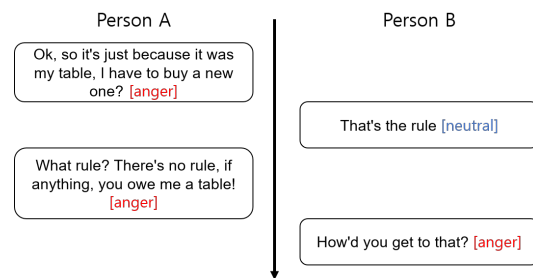 Person A
Person B
Ok, so it's just because it was
my table, I have to buy a new
one? [anger]
That's the rule [neutral]
What rule? There's no rule, if
anything, you owe me a table!
[anger]
How'd you get to that? [anger]